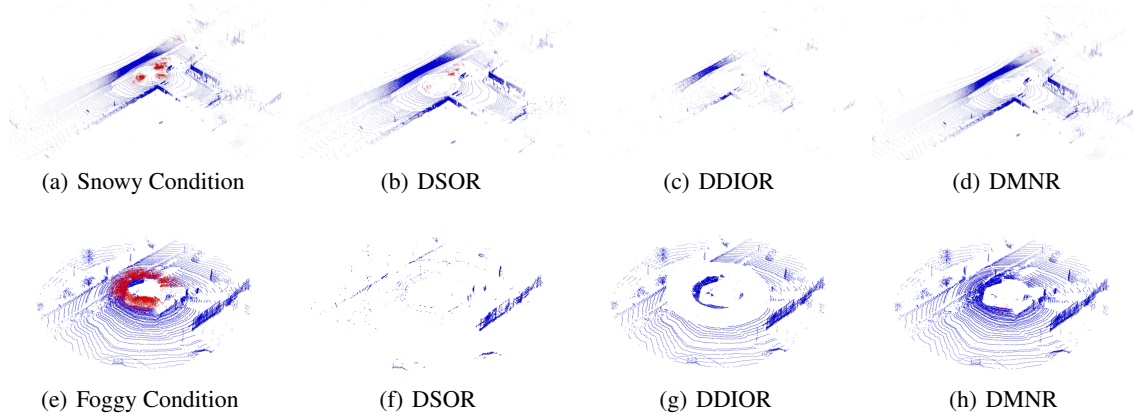 (a) Snowy Condition
(b) DSOR
(c) DDIOR
(d) DMNR
(e) Foggy Condition
(f) DSOR
(g) DDIOR
(h) DMNR